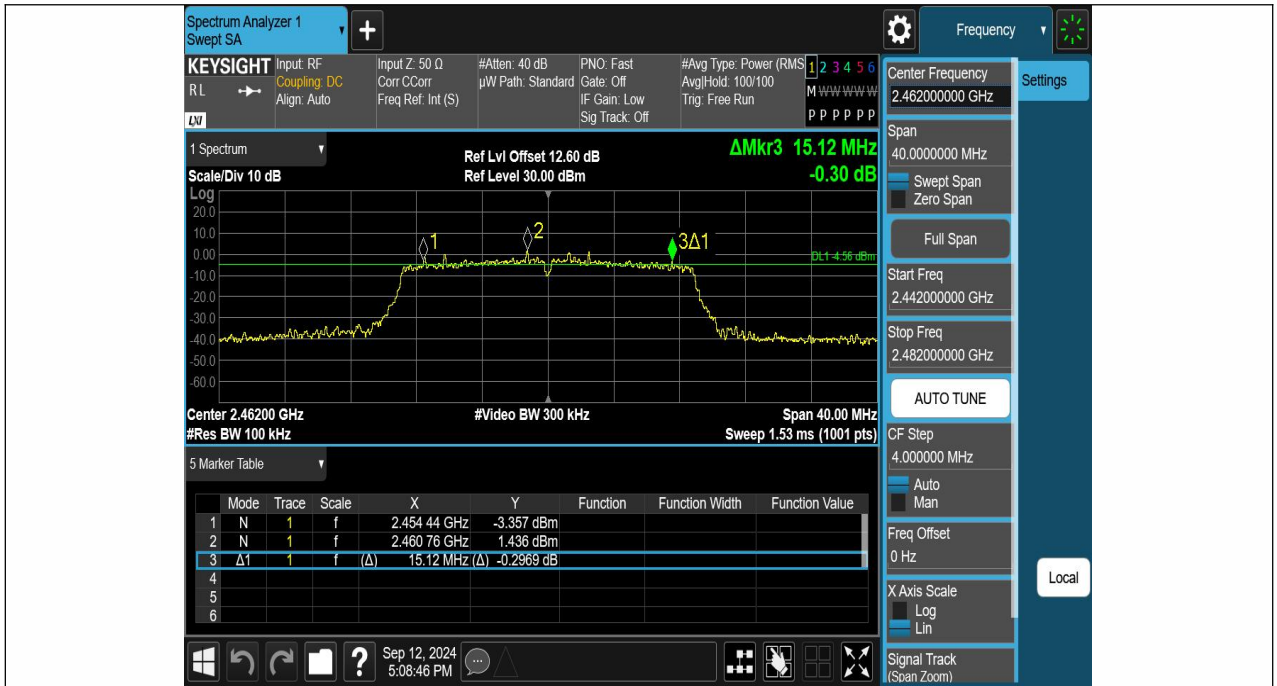 Spectrum Analyzer 1
Swept SA
+
Frequency
KEYSIGHT
RL
LXI
Input: RF
Coupling: DC
Align: Auto
Input Z: 50 Ω
Corr CCorr
Freq Ref: Int (S)
#Atten: 40 dB
µW Path: Standard
PNO: Fast
Gate: Off
IF Gain: Low
Sig Track: Off
#Avg Type: Power (RMS
Avg|Hold: 100/100
Trig: Free Run
1 2 3 4 5 6
M W W W W W
P P P P P P
1 Spectrum
Scale/Div 10 dB
Ref Lvl Offset 12.60 dB
Ref Level 30.00 dBm
ΔMkr3 15.12 MHz
-0.30 dB
Log
20.0
10.0
0.00
-10.0
-20.0
-30.0
-40.0
-50.0
-60.0
1
2
3Δ1
DL1 -4.56 dBm
Center 2.46200 GHz
#Res BW 100 kHz
#Video BW 300 kHz
Span 40.00 MHz
Sweep 1.53 ms (1001 pts)
5 Marker Table
Mode Trace Scale X Y Function Function Width Function Value
1 N 1 f 2.454 44 GHz -3.357 dBm
2 N 1 f 2.460 76 GHz 1.436 dBm
3 Δ1 1 f (Δ) 15.12 MHz (Δ) -0.2969 dB
4
5
6
?
Sep 12, 2024
5:08:46 PM
Center Frequency
2.462000000 GHz
Span
40.0000000 MHz
Swept Span
Zero Span
Full Span
Start Freq
2.442000000 GHz
Stop Freq
2.482000000 GHz
AUTO TUNE
CF Step
4.000000 MHz
Auto
Man
Freq Offset
0 Hz
X Axis Scale
Log
Lin
Signal Track
(Span Zoom)
Settings
Local